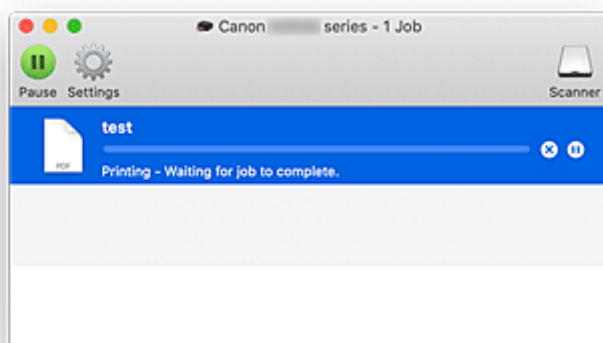 Canon series - 1 Job
Pause Settings Scanner
test
PDF
Printing - Waiting for job to complete.